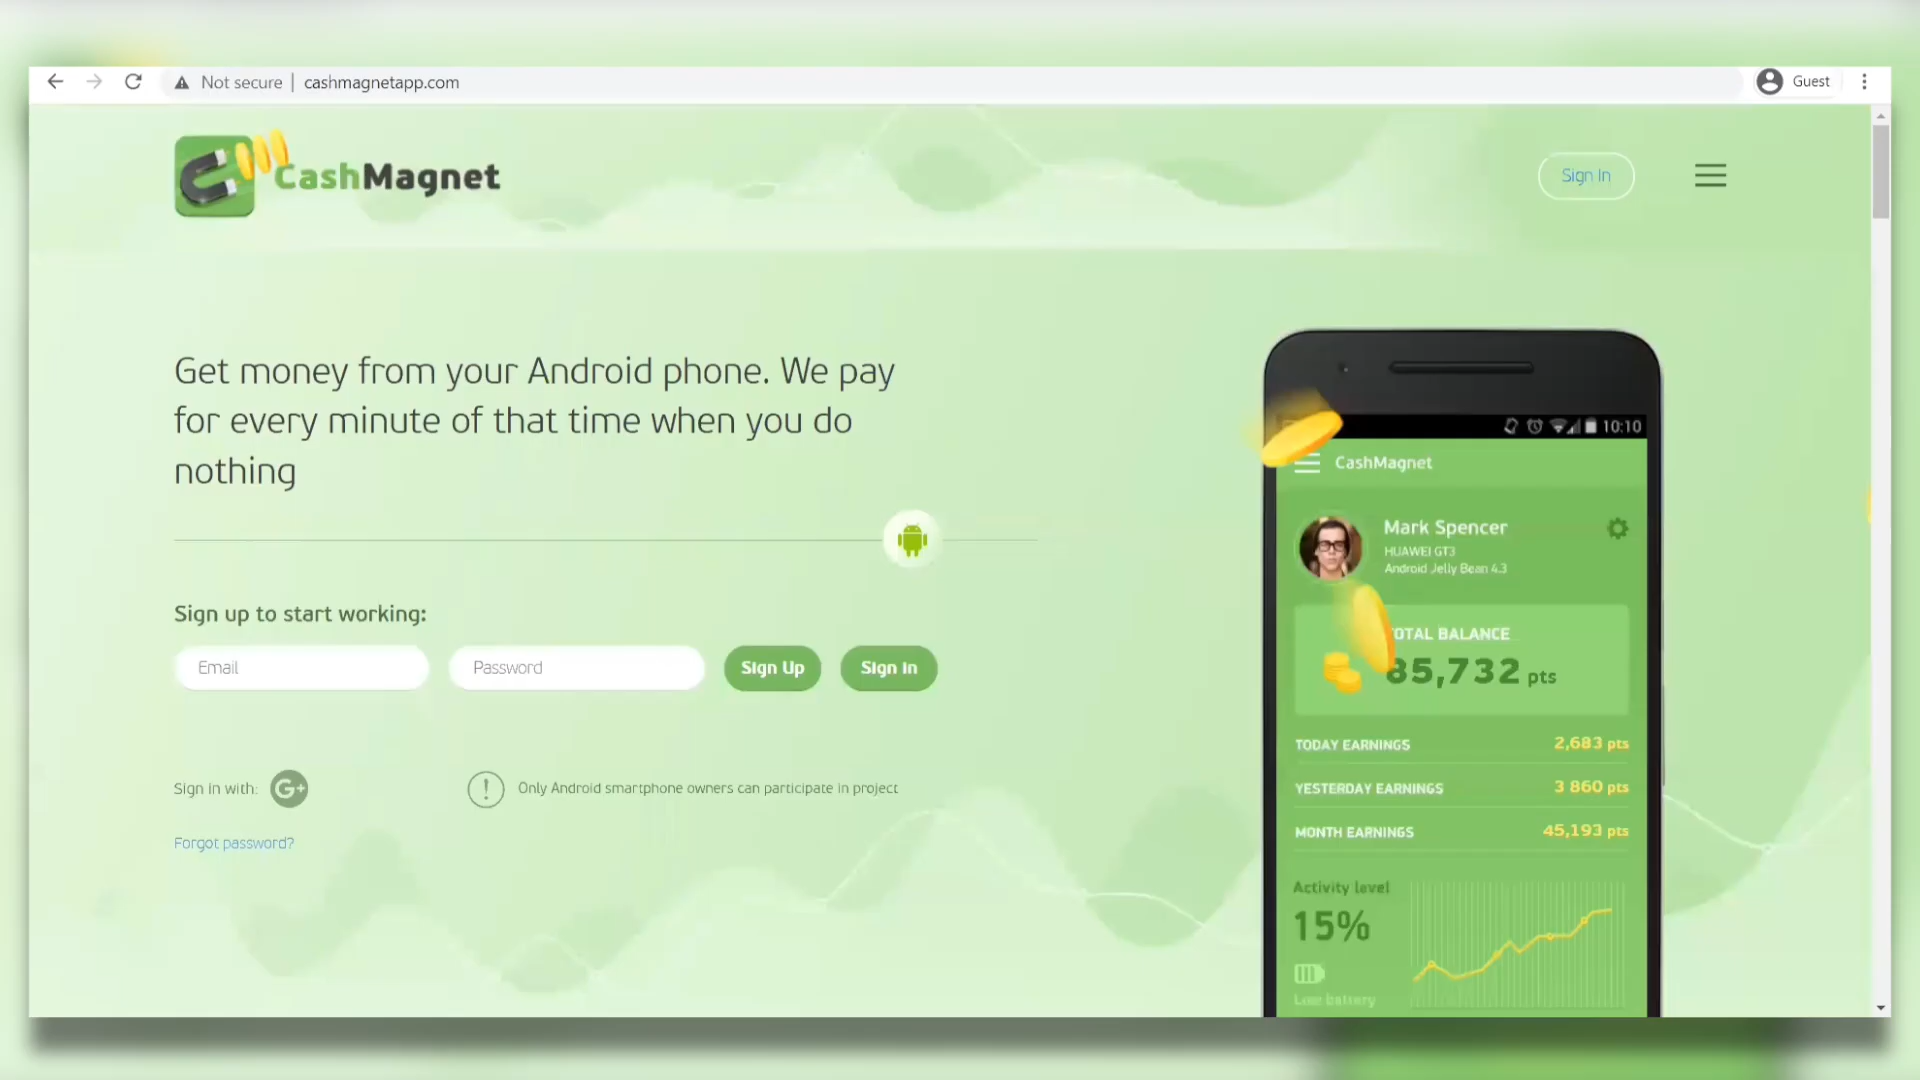 Not secure | cashmagnetapp.com
Guest
CashMagnet
Sign In
Get money from your Android phone. We pay
for every minute of that time when you do
nothing
Sign up to start working:
Email
Password
Sign Up
Sign In
Sign in with: G+
! Only Android smartphone owners can participate in project
Forgot password?
10:10
CashMagnet
Mark Spencer
HUAWEI GT3
Android Jelly Bean 4.3
OTAL BALANCE
85,732 pts
TODAY EARNINGS 2,683 pts
YESTERDAY EARNINGS 3 860 pts
MONTH EARNINGS 45,193 pts
Activity level
15%
Low battery